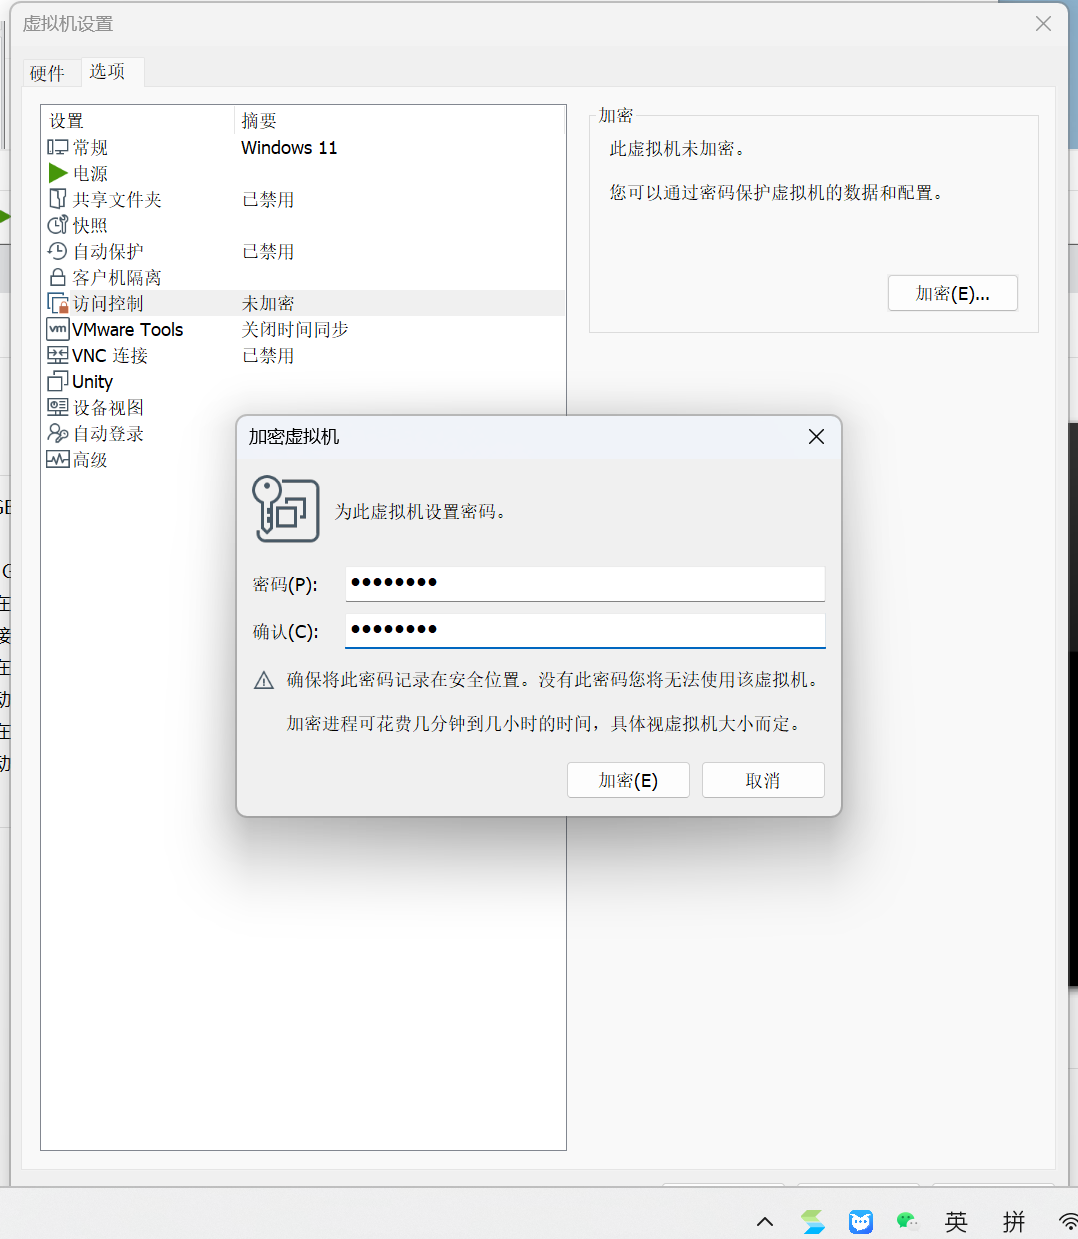 虚拟机设置
硬件
选项
设置 摘要
常规 Windows 11
电源
共享文件夹 已禁用
快照
自动保护 已禁用
客户机隔离
访问控制 未加密
VMware Tools 关闭时间同步
VNC 连接 已禁用
Unity
设备视图
自动登录
高级
加密
此虚拟机未加密。
您可以通过密码保护虚拟机的数据和配置。
加密(E)...
加密虚拟机
为此虚拟机设置密码。
密码(P): ●●●●●●●●
确认(C): ●●●●●●●●
确保将此密码记录在安全位置。没有此密码您将无法使用该虚拟机。
加密进程可花费几分钟到几小时的时间，具体视虚拟机大小而定。
加密(E)
取消
在
接
在
动
在
动
英 拼